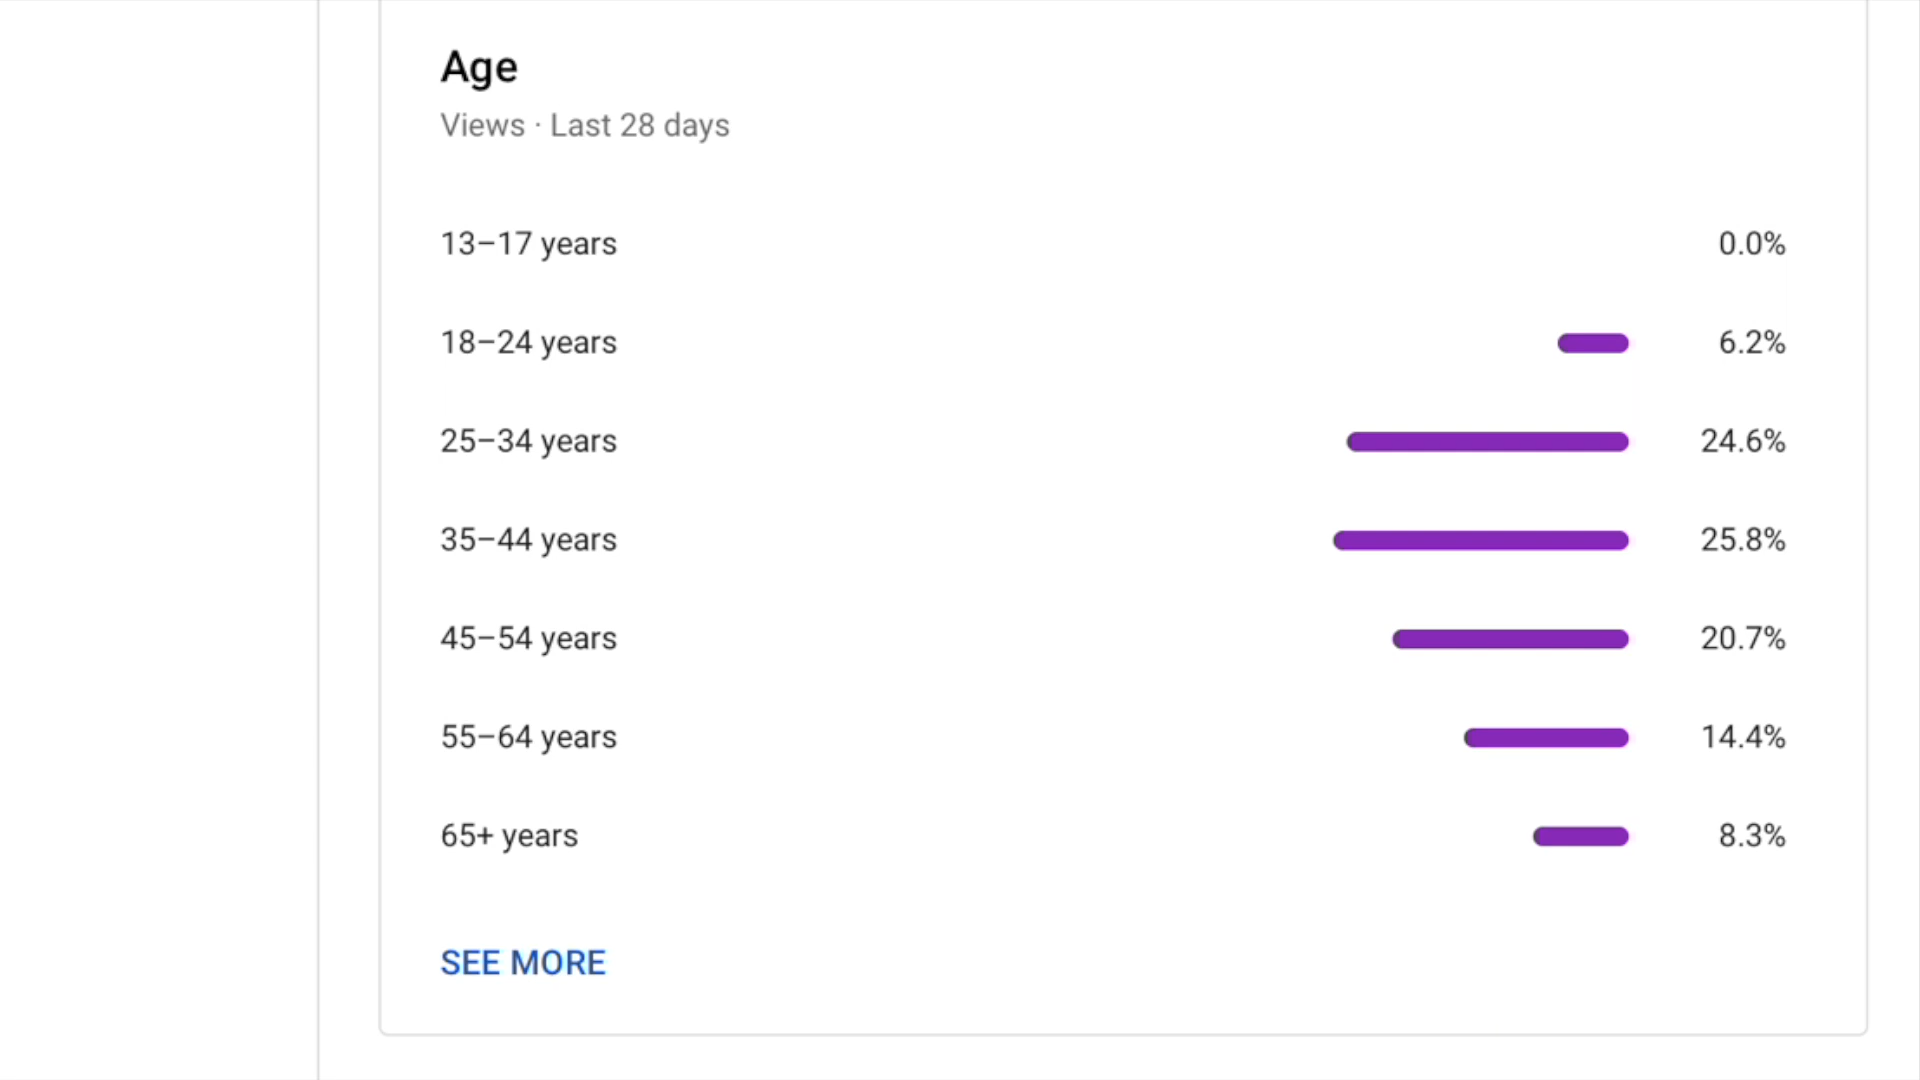 Age
Views · Last 28 days
13–17 years 0.0%
18–24 years 6.2%
25–34 years 24.6%
35–44 years 25.8%
45–54 years 20.7%
55–64 years 14.4%
65+ years 8.3%
SEE MORE